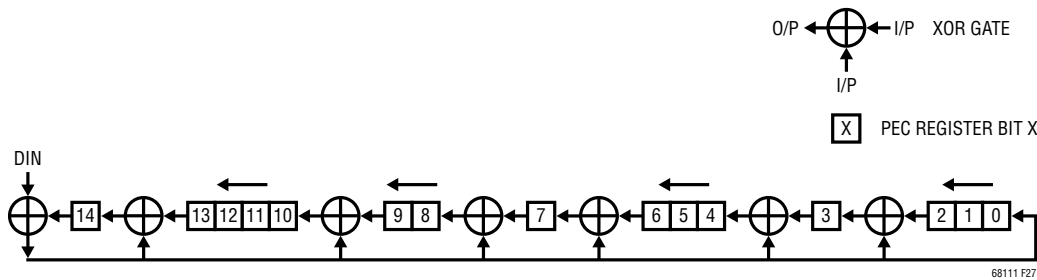 O/P I/P XOR GATE
I/P
X PEC REGISTER BIT X
DIN
14 13 12 11 10 9 8 7 6 5 4 3 2 1 0
68111 F27